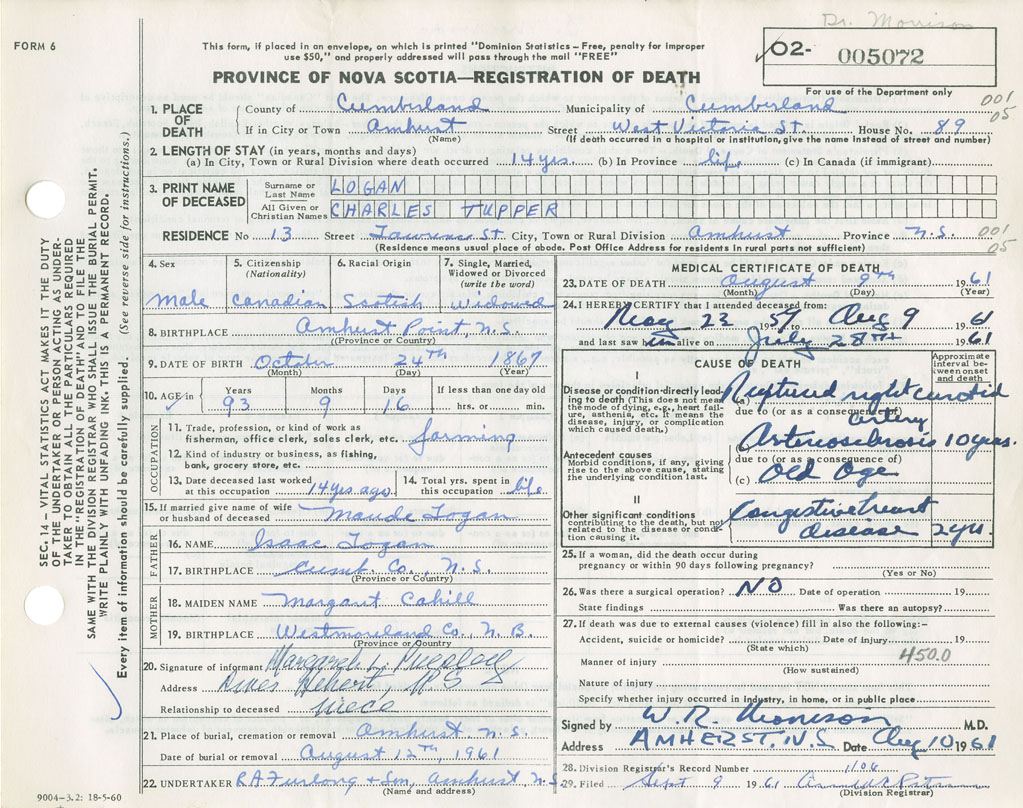 Dr. Morrison
FORM 6
This form, if placed in an envelope, on which is printed "Dominion Statistics – Free, penalty for improper
use $50," and properly addressed will pass through the mail "FREE"
PROVINCE OF NOVA SCOTIA—REGISTRATION OF DEATH
02- 005072
For use of the Department only
1. PLACE OF DEATH
County of Cumberland Municipality of Cumberland 001
05
If in City or Town Amhurst Street West Victoria St. House No. 89
(Name) (If death occurred in a hospital or institution, give the name instead of street and number)
2. LENGTH OF STAY (in years, months and days)
(a) In City, Town or Rural Division where death occurred 14 yrs. (b) In Province life (c) In Canada (if immigrant)
3. PRINT NAME OF DECEASED
Surname or Last Name LOGAN
All Given or Christian Names CHARLES TUPPER
RESIDENCE No 13 Street Lawrence St. City, Town or Rural Division Amhurst Province N.S. 001
05
(Residence means usual place of abode. Post Office Address for residents in rural parts not sufficient)
4. Sex Male
5. Citizenship (Nationality) Canadian
6. Racial Origin Scotish
7. Single, Married, Widowed or Divorced (write the word) Widowed
8. BIRTHPLACE Amhurst Point N.S.
(Province or Country)
9. DATE OF BIRTH October 24TH 1867
(Month) (Day) (Year)
10. AGE in Years 93 Months 9 Days 16 If less than one day old hrs. or min.
OCCUPATION
11. Trade, profession, or kind of work as
fisherman, office clerk, sales clerk, etc. farming
12. Kind of industry or business, as fishing,
bank, grocery store, etc.
13. Date deceased last worked
at this occupation 14 yrs ago
14. Total yrs. spent in
this occupation life
15. If married give name of wife
or husband of deceased Maude Logan
FATHER
16. NAME Isaac Logan
17. BIRTHPLACE Cumb. Co., N.S.
(Province or Country)
MOTHER
18. MAIDEN NAME Margaret Cahill
19. BIRTHPLACE Westmoreland Co., N.B.
(Province or Country)
20. Signature of informant Margaret L.
Address River Hebert, N S
Relationship to deceased niece
21. Place of burial, cremation or removal Amhurst N.S.
Date of burial or removal August 12TH, 1961
22. UNDERTAKER R A Furlong + Son, Amhurst, N.S.
(Name and address)
MEDICAL CERTIFICATE OF DEATH
23. DATE OF DEATH August 9TH 1961
(Month) (Day) (Year)
24. I HEREBY CERTIFY that I attended deceased from:
May 23 1959 to Aug 9 1961
and last saw him alive on July 28TH 1961
CAUSE OF DEATH
Approximate interval between onset and death
I
Disease or condition directly leading to death (This does not mean the mode of dying, e.g., heart failure, asthenia, etc. It means the disease, injury, or complication which caused death.)
(a) Ruptured right carotid artery
due to (or as a consequence of)
Antecedent causes
Morbid conditions, if any, giving rise to the above cause, stating the underlying condition last.
Arteriosclerosis 10 years.
due to (or as a consequence of)
(c) Old Age
II
Other significant conditions
contributing to the death, but not related to the disease or condition causing it.
Congestive heart
disease 2 yrs.
25. If a woman, did the death occur during
pregnancy or within 90 days following pregnancy?
(Yes or No)
26. Was there a surgical operation? NO Date of operation 19
State findings Was there an autopsy?
27. If death was due to external causes (violence) fill in also the following:–
Accident, suicide or homicide? Date of injury 19
(State which)
450.0
Manner of injury
(How sustained)
Nature of injury
Specify whether injury occurred in industry, in home, or in public place
Signed by W. R. Morrison M.D.
Address AMHERST, N.S Date Aug 10 1961
28. Division Registrar's Record Number 1106
29. Filed Sept 9 1961
(Division Registrar)
SEC. 14 – VITAL STATISTICS ACT MAKES IT THE DUTY
OF THE UNDERTAKER OR PERSON ACTING AS UNDER-
TAKER TO OBTAIN ALL THE PARTICULARS REQUIRED
IN THE "REGISTRATION OF DEATH" AND TO FILE THE
SAME WITH THE DIVISION REGISTRAR WHO SHALL ISSUE THE BURIAL PERMIT.
WRITE PLAINLY WITH UNFADING INK. THIS IS A PERMANENT RECORD.
Every item of information should be carefully supplied. (See reverse side for instructions.)
9004–3.2: 18-5-60